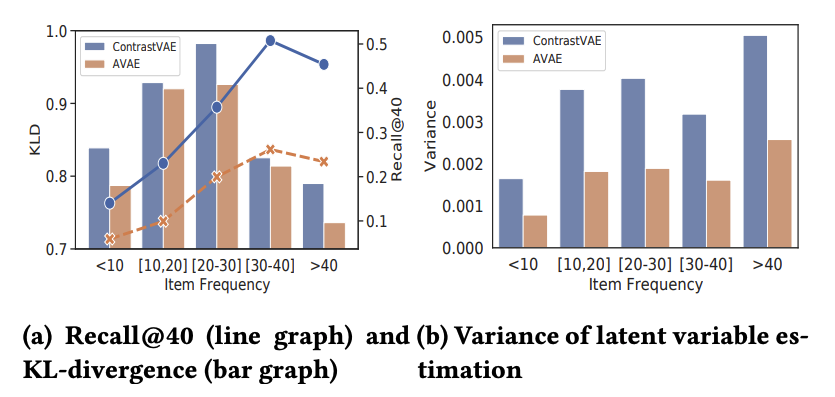 1.0
0.9
0.8
0.7
KLD
ContrastVAE
AVAE
0.5
0.4
0.3
0.2
0.1
Recall@40
<10 [10,20] [20-30] [30-40] >40
Item Frequency
0.005
0.004
0.003
0.002
0.001
0.000
Variance
ContrastVAE
AVAE
<10 [10,20] [20-30] [30-40] >40
Item Frequency
(a) Recall@40 (line graph) and
KL-divergence (bar graph)
(b) Variance of latent variable es-
timation